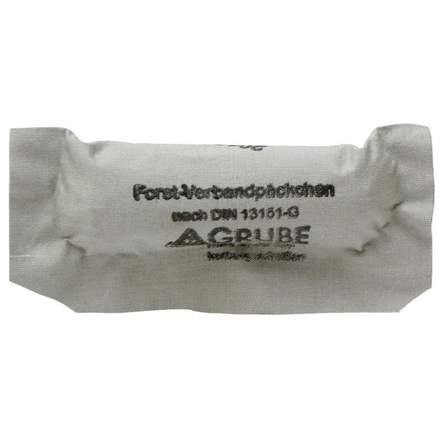 Forst-Verbandpäckchen
nach DIN 13151-G
GRUBE